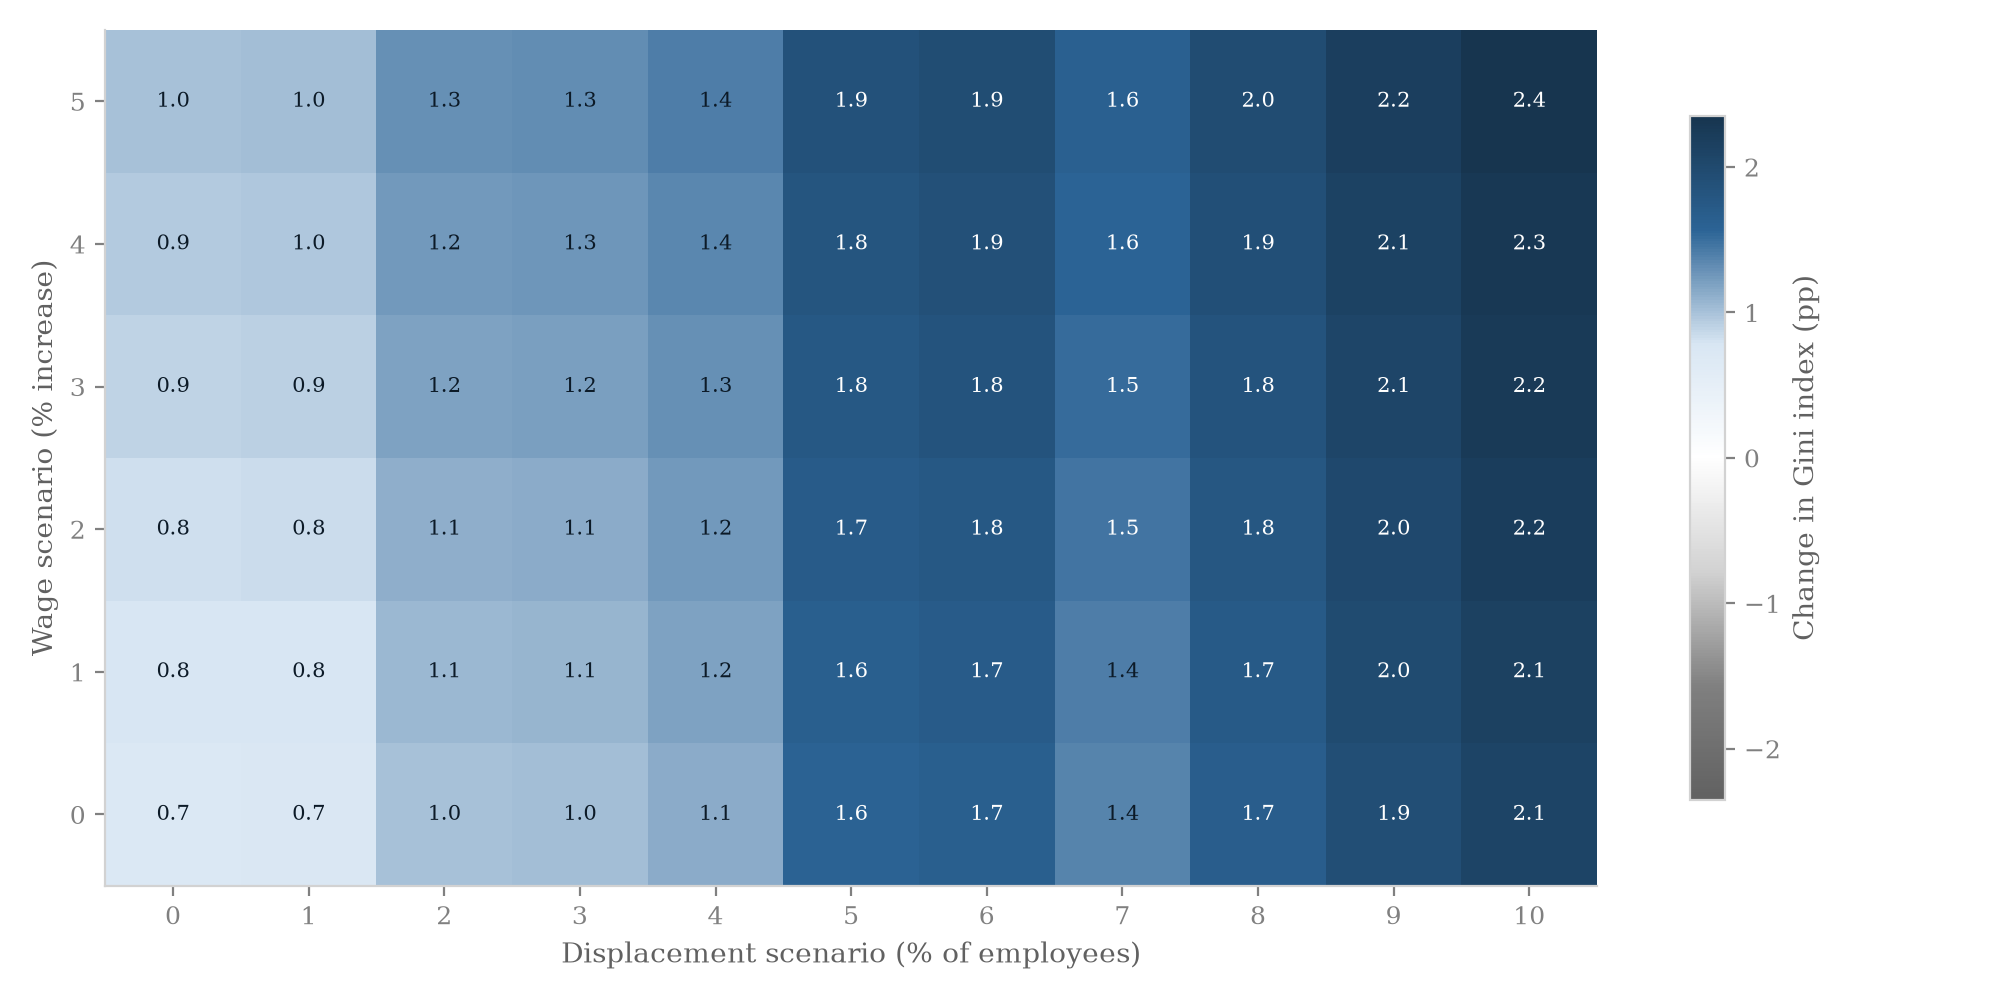 5 1.0 1.0 1.3 1.3 1.4 1.9 1.9 1.6 2.0 2.2 2.4
4 0.9 1.0 1.2 1.3 1.4 1.8 1.9 1.6 1.9 2.1 2.3
3 0.9 0.9 1.2 1.2 1.3 1.8 1.8 1.5 1.8 2.1 2.2
2 0.8 0.8 1.1 1.1 1.2 1.7 1.8 1.5 1.8 2.0 2.2
1 0.8 0.8 1.1 1.1 1.2 1.6 1.7 1.4 1.7 2.0 2.1
0 0.7 0.7 1.0 1.0 1.1 1.6 1.7 1.4 1.7 1.9 2.1
0 1 2 3 4 5 6 7 8 9 10
Displacement scenario (% of employees)
Wage scenario (% increase)
2
1
0
−1
−2
Change in Gini index (pp)